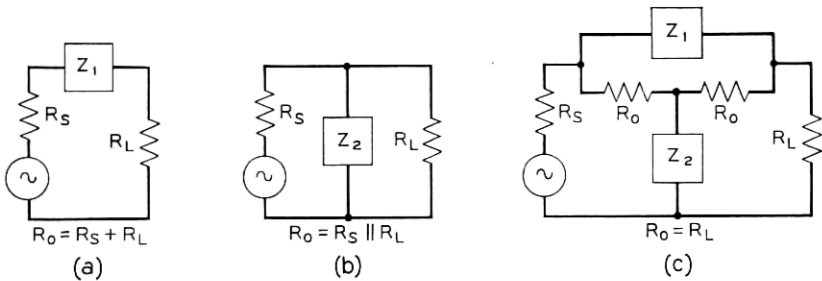 Z1
RS
RL
~
RO = RS + RL
(a)
RS
Z2
RL
~
RO = RS || RL
(b)
Z1
RS
RO
RO
Z2
RL
~
RO = RL
(c)